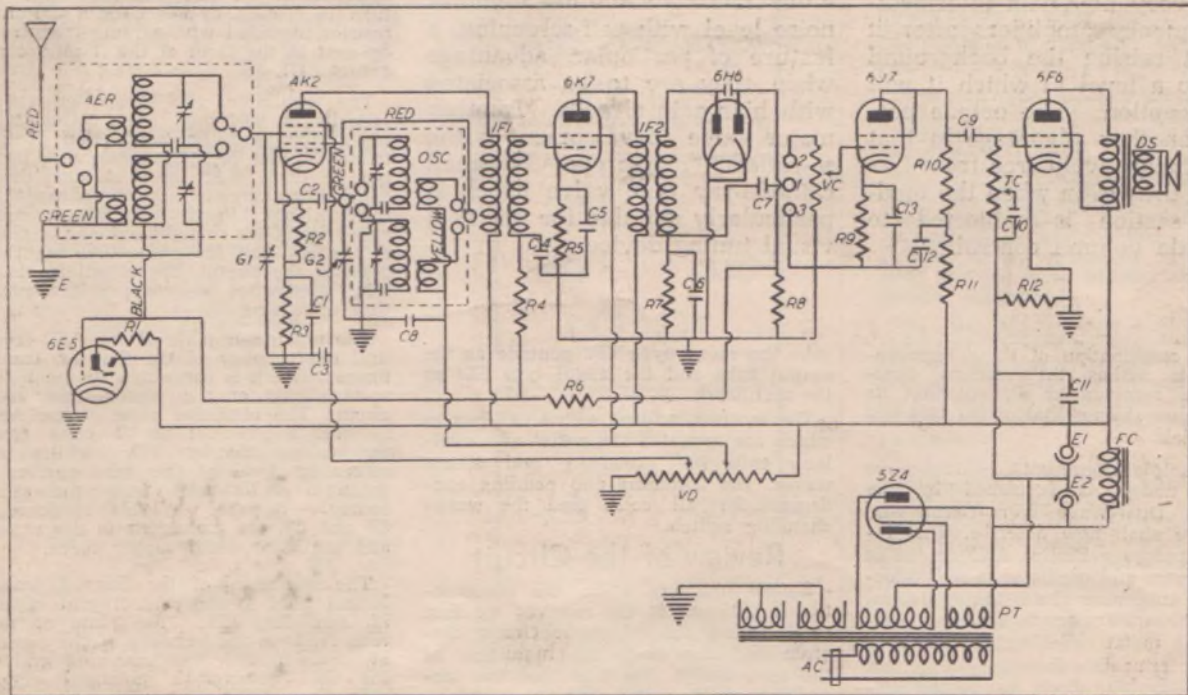 AER
RED
GREEN
E
BLACK
R1
6E5
AK2
C2
R2
G1
R3
C1
C3
GREEN
RED
OSC
YELLOW
G2
C8
IF1
6K7
C4
R5
C5
R4
R6
IF2
6H6
C7
R7
C6
2
1
3
VC
R8
6J7
R9
C13
C12
R10
R11
C9
6F6
TC
C10
R12
DS
C11
E1
E2
FC
VD
5Z4
PT
AC